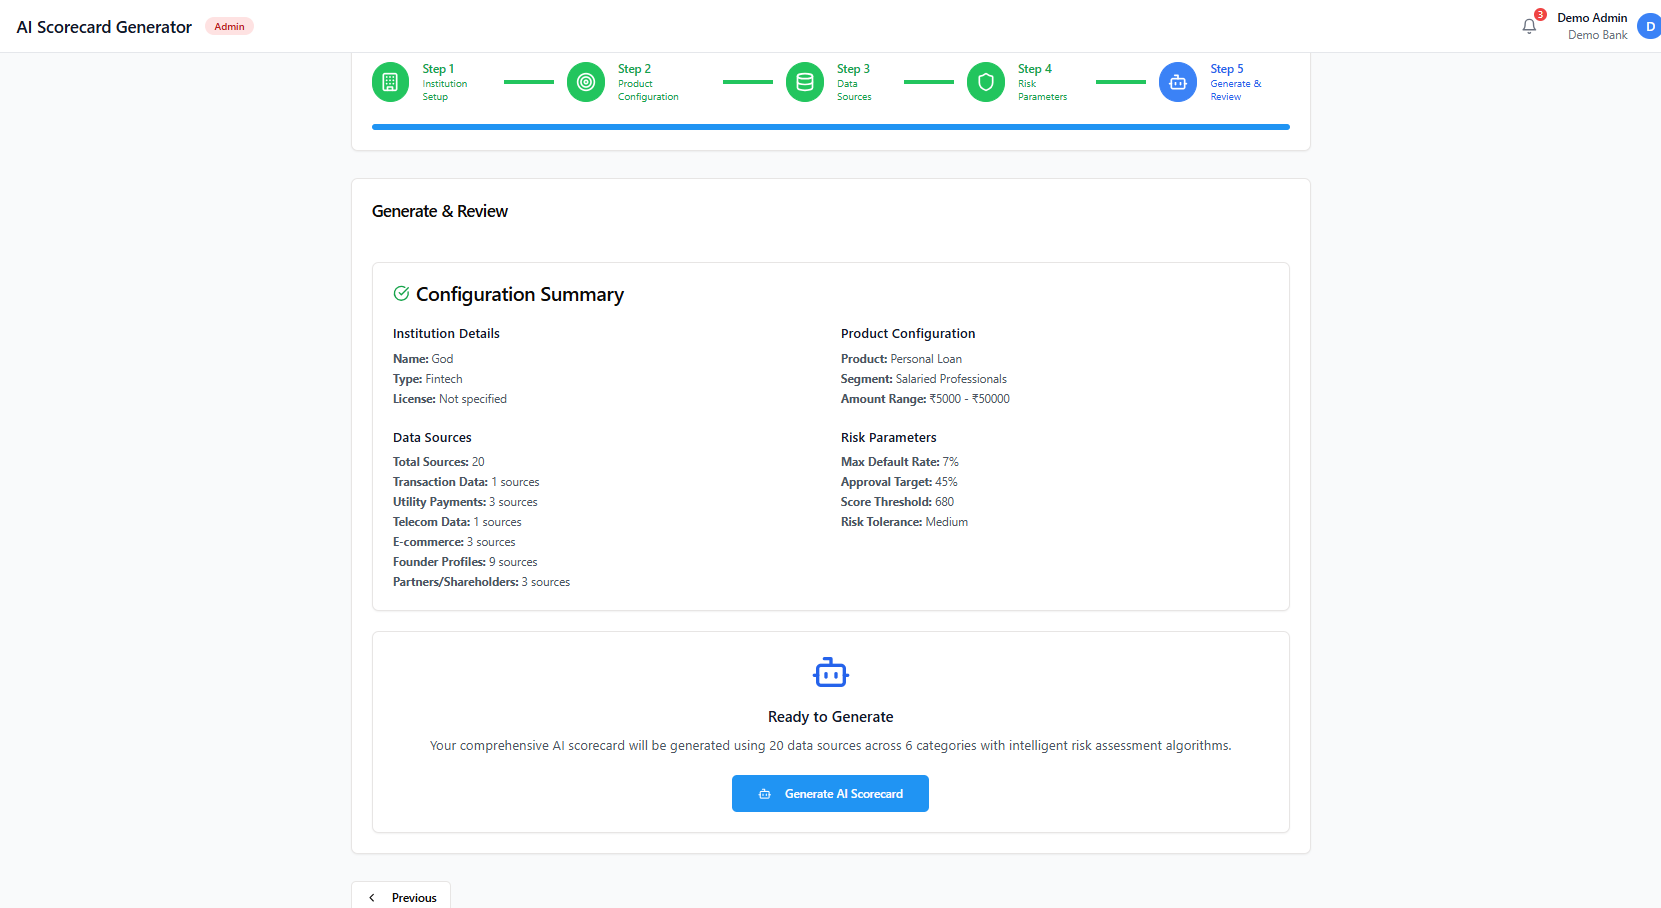 AI Scorecard Generator
Admin
3
Demo Admin
Demo Bank
D
Step 1
Institution
Setup
Step 2
Product
Configuration
Step 3
Data
Sources
Step 4
Risk
Parameters
Step 5
Generate &
Review
Generate & Review
Configuration Summary
Institution Details
Name: God
Type: Fintech
License: Not specified
Product Configuration
Product: Personal Loan
Segment: Salaried Professionals
Amount Range: ₹5000 - ₹50000
Data Sources
Total Sources: 20
Transaction Data: 1 sources
Utility Payments: 3 sources
Telecom Data: 1 sources
E-commerce: 3 sources
Founder Profiles: 9 sources
Partners/Shareholders: 3 sources
Risk Parameters
Max Default Rate: 7%
Approval Target: 45%
Score Threshold: 680
Risk Tolerance: Medium
Ready to Generate
Your comprehensive AI scorecard will be generated using 20 data sources across 6 categories with intelligent risk assessment algorithms.
Generate AI Scorecard
Previous